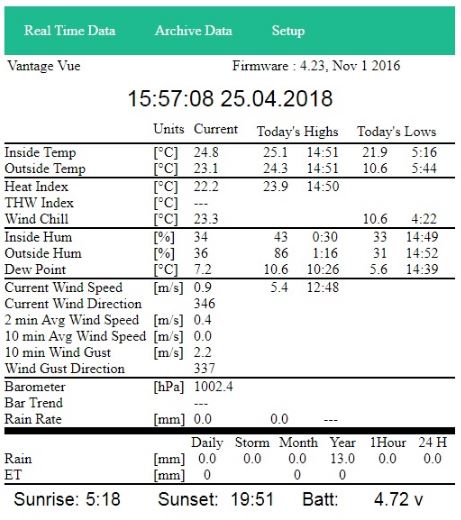 Real Time Data Archive Data Setup
Vantage Vue Firmware : 4.23, Nov 1 2016
15:57:08 25.04.2018
Units Current Today's Highs Today's Lows
Inside Temp [°C] 24.8 25.1 14:51 21.9 5:16
Outside Temp [°C] 23.1 24.3 14:51 10.6 5:44
Heat Index [°C] 22.2 23.9 14:50
THW Index [°C] ---
Wind Chill [°C] 23.3 10.6 4:22
Inside Hum [%] 34 43 0:30 33 14:49
Outside Hum [%] 36 86 1:16 31 14:52
Dew Point [°C] 7.2 10.6 10:26 5.6 14:39
Current Wind Speed [m/s] 0.9 5.4 12:48
Current Wind Direction 346
2 min Avg Wind Speed [m/s] 0.4
10 min Avg Wind Speed [m/s] 0.0
10 min Wind Gust [m/s] 2.2
Wind Gust Direction 337
Barometer [hPa] 1002.4
Bar Trend ---
Rain Rate [mm] 0.0 0.0 ---
Daily Storm Month Year 1Hour 24 H
Rain [mm] 0.0 0.0 0.0 13.0 0.0 0.0
ET [mm] 0 0 0
Sunrise: 5:18 Sunset: 19:51 Batt: 4.72 v